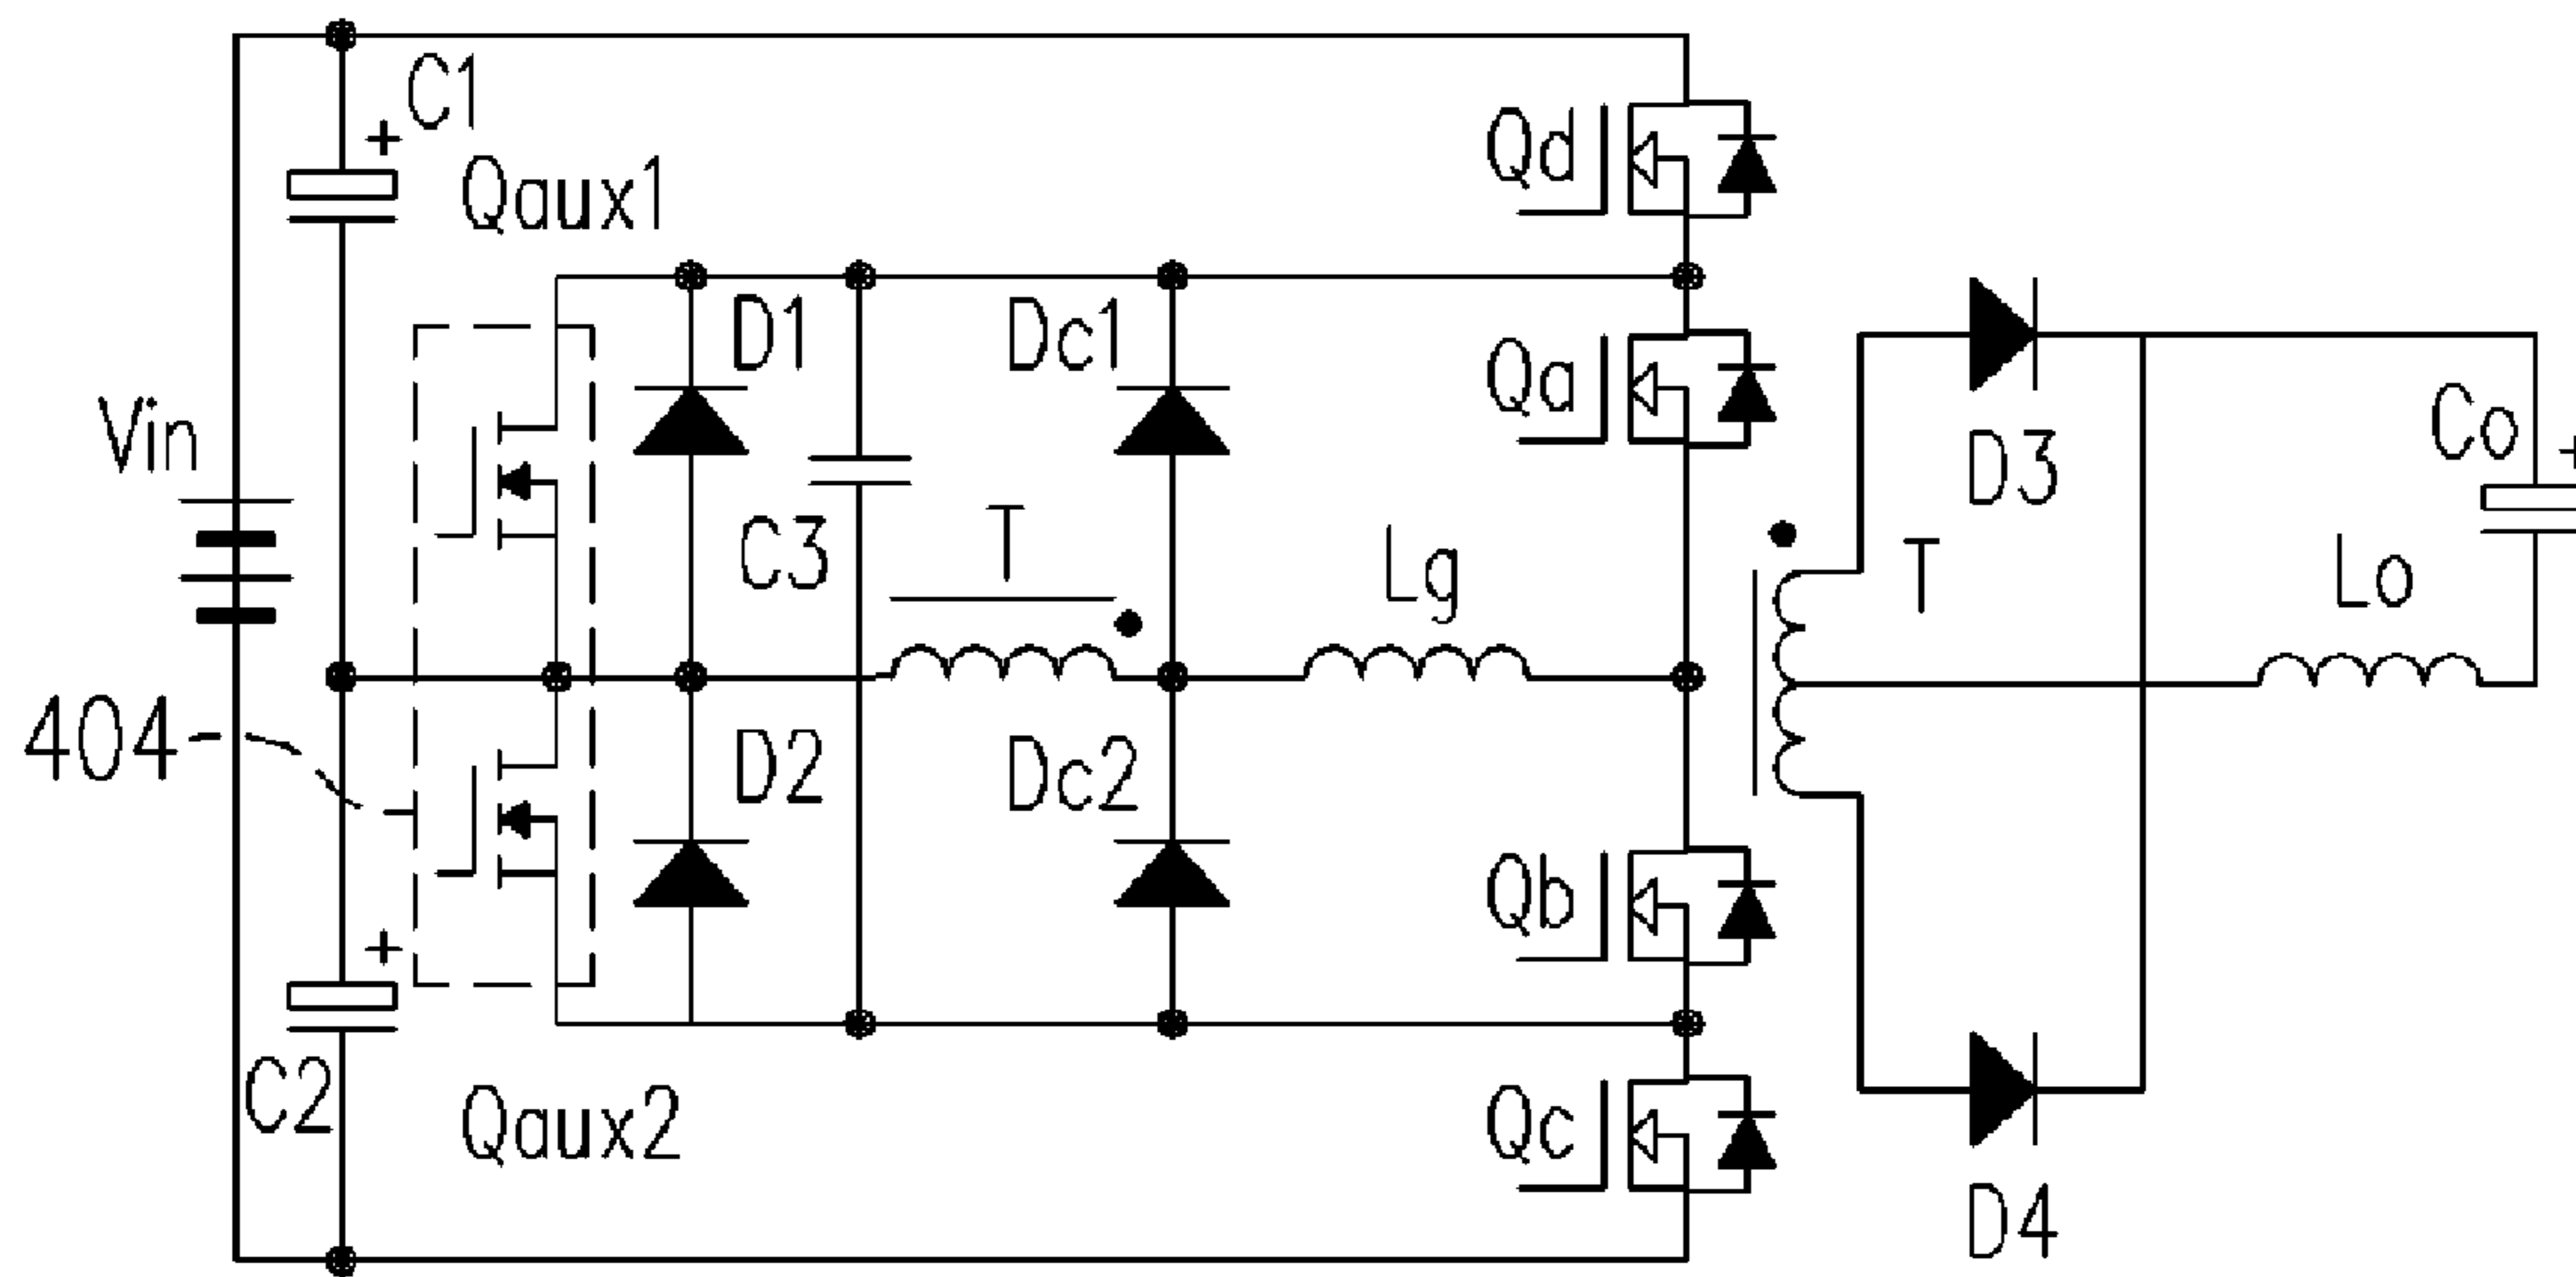 C1
+
Qaux1
Qd
D1
Dc1
Qa
Vin
Co
+
D3
C3
T
Lg
T
Lo
404
D2
Dc2
Qb
+
C2
Qaux2
Qc
D4